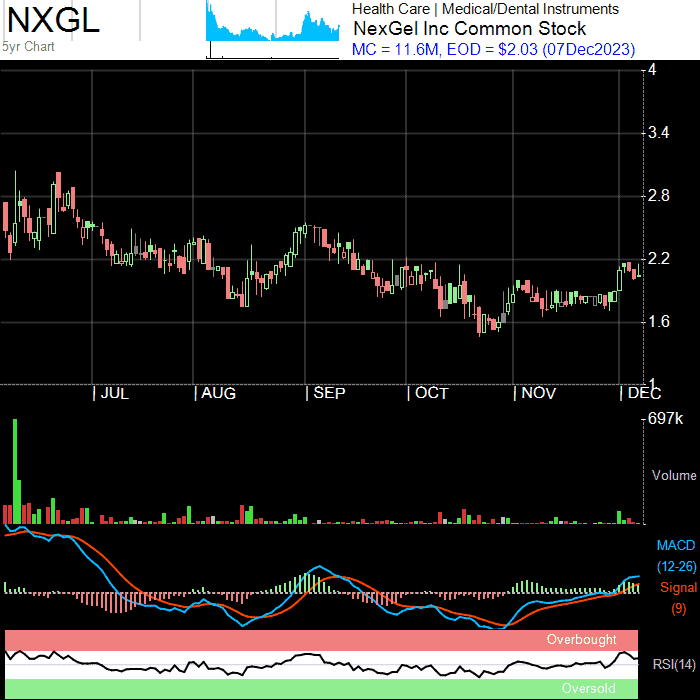 NXGL
5yr Chart
Health Care | Medical/Dental Instruments
NexGel Inc Common Stock
MC = 11.6M, EOD = $2.03 (07Dec2023)
4
3.4
2.8
2.2
1.6
1
| JUL | AUG | SEP | OCT | NOV | DEC
697k
Volume
MACD
(12-26)
Signal
(9)
Overbought
RSI(14)
Oversold